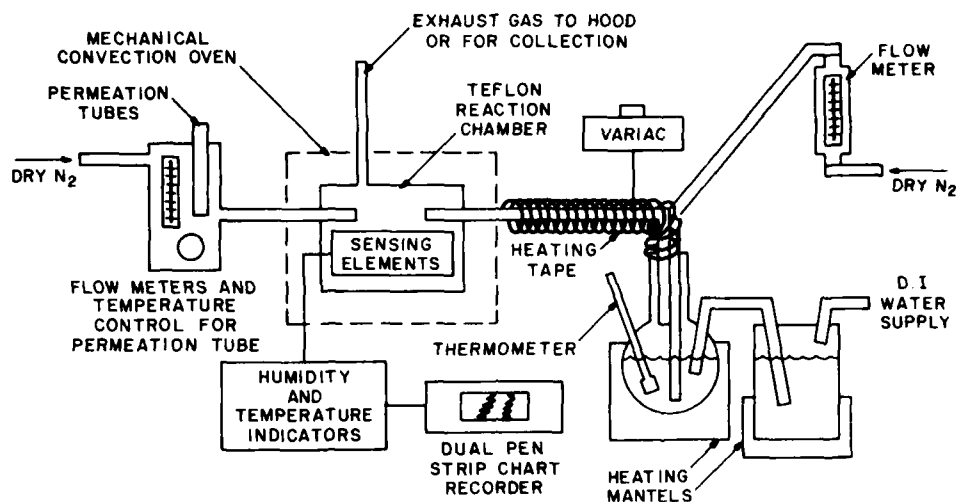 EXHAUST GAS TO HOOD
OR FOR COLLECTION
MECHANICAL
CONVECTION OVEN
FLOW
METER
PERMEATION
TUBES
TEFLON
REACTION
CHAMBER
VARIAC
DRY N₂
DRY N₂
SENSING
ELEMENTS
HEATING
TAPE
FLOW METERS AND
TEMPERATURE
CONTROL FOR
PERMEATION TUBE
D.I
WATER
SUPPLY
THERMOMETER
HUMIDITY
AND
TEMPERATURE
INDICATORS
DUAL PEN
STRIP CHART
RECORDER
HEATING
MANTELS